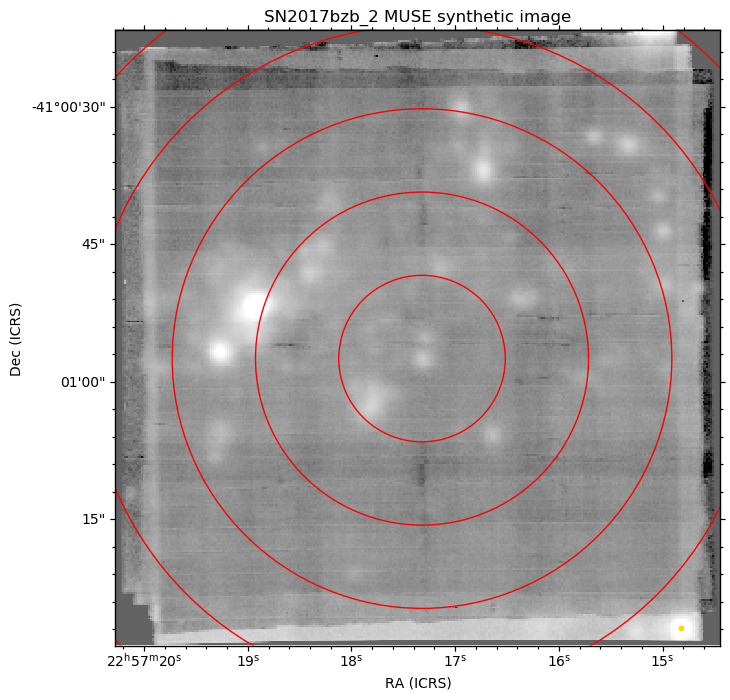 SN2017bzb_2 MUSE synthetic image
-41°00'30"
45"
01'00"
15"
Dec (ICRS)
22ʰ57ᵐ20ˢ 19ˢ 18ˢ 17ˢ 16ˢ 15ˢ
RA (ICRS)